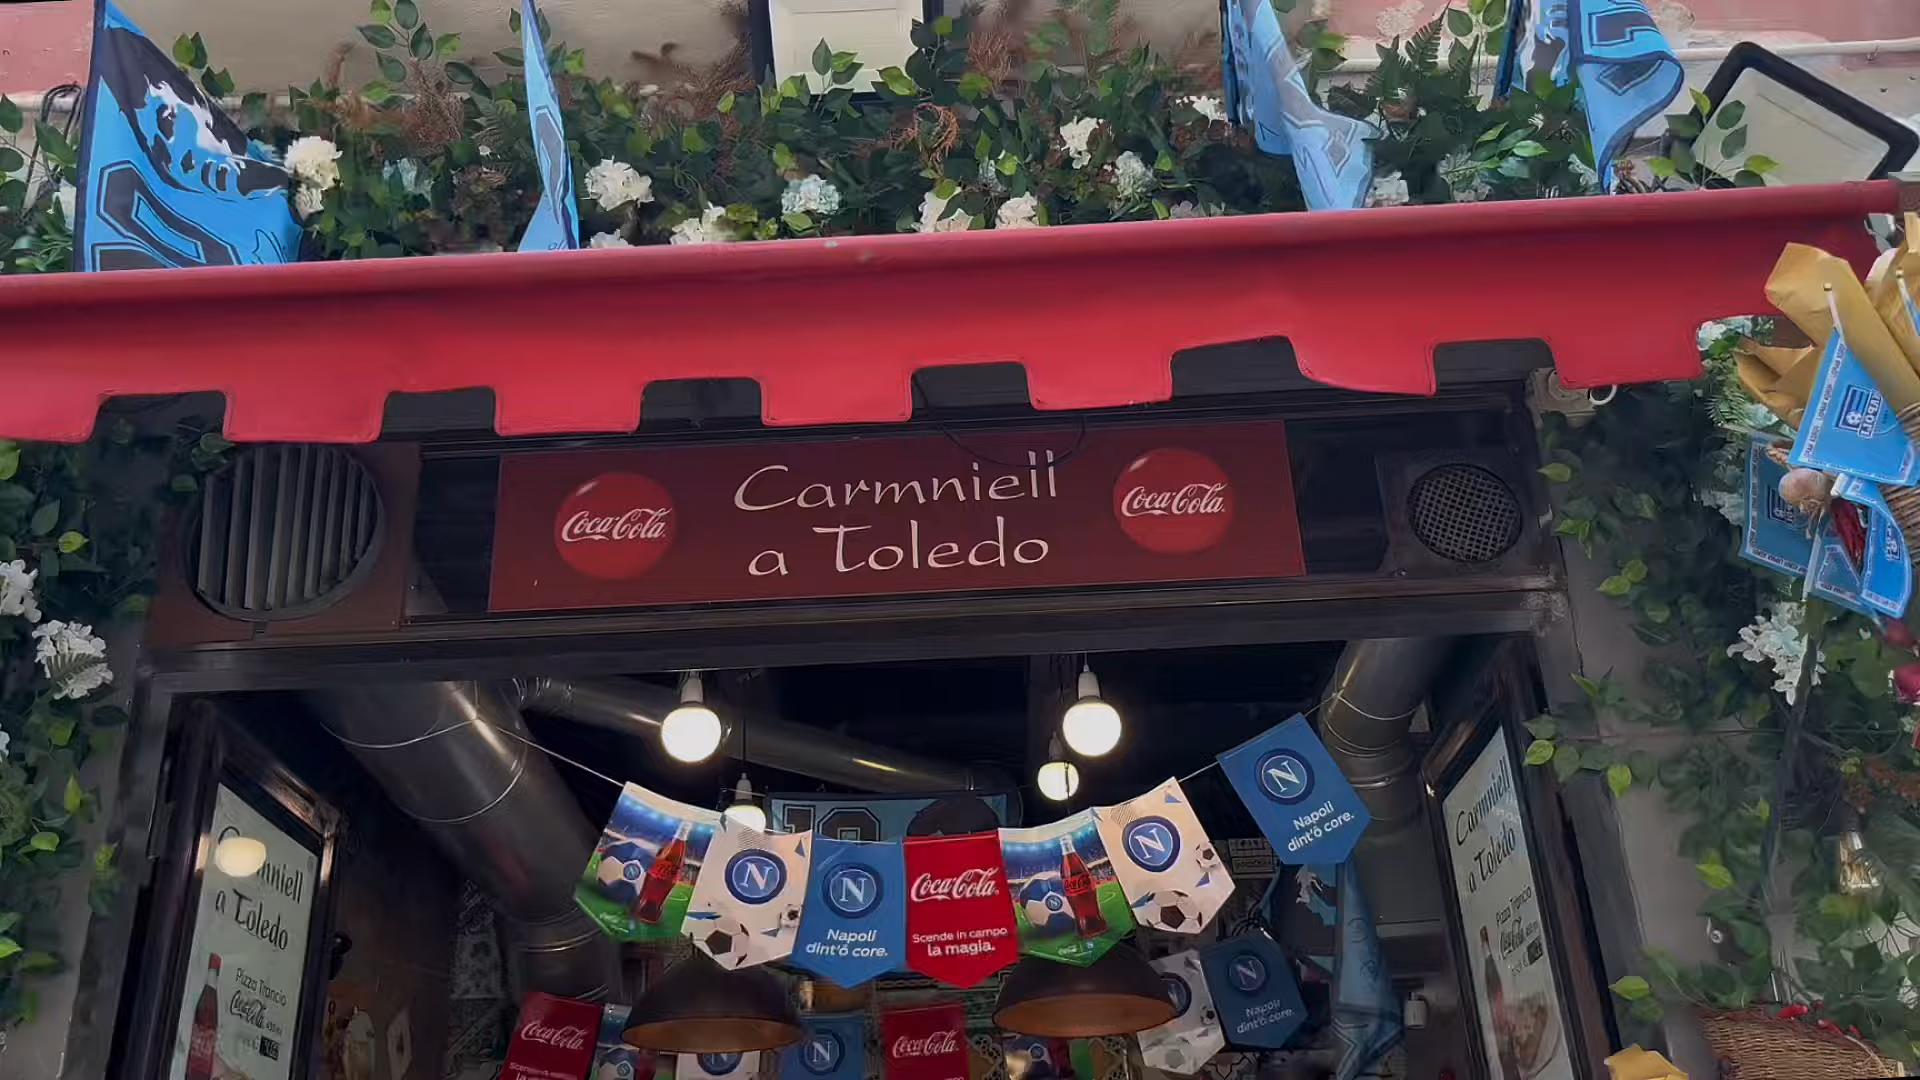 Coca-Cola
Carmniell
a Toledo
Coca-Cola
10
N
Napoli
dint'ô core.
N
N
N
Napoli
dint'ô core.
Coca-Cola
Scende in campo
la magia.
Carmniell
a Toledo
Pizza Trancio
Coca-Cola
Carmniell
a Toledo
Pizza Trancio
Coca-Cola
N
Napoli
dint'ô core.
Coca-Cola
N
N
Coca-Cola